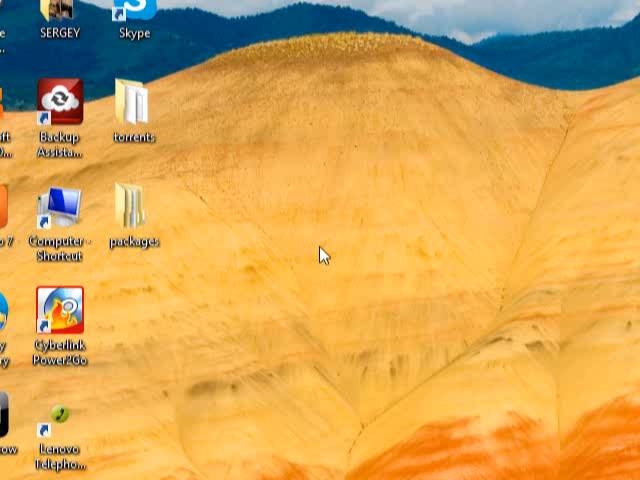 SERGEY
Skype
Backup
Assista...
torrents
Computer -
Shortcut
packages
Cyberlink
Power2Go
Lenovo
Telepho...